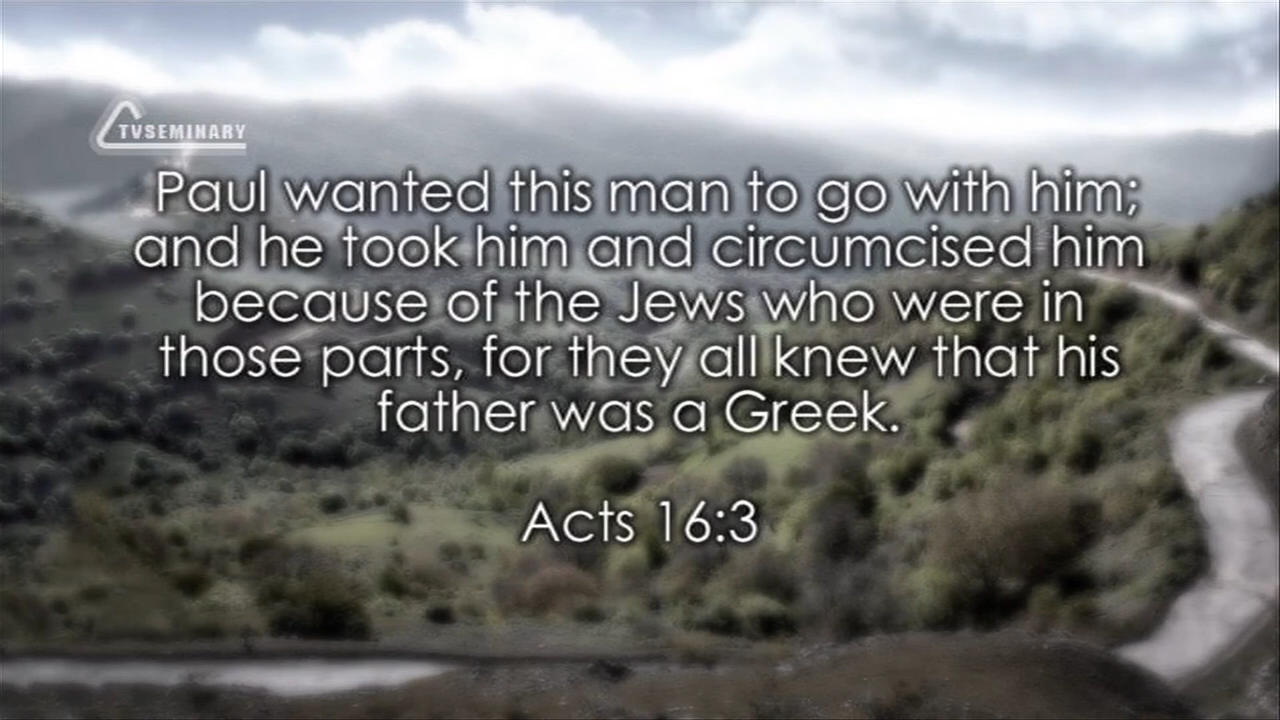 TVSEMINARY
Paul wanted this man to go with him;
and he took him and circumcised him
because of the Jews who were in
those parts, for they all knew that his
father was a Greek.
Acts 16:3